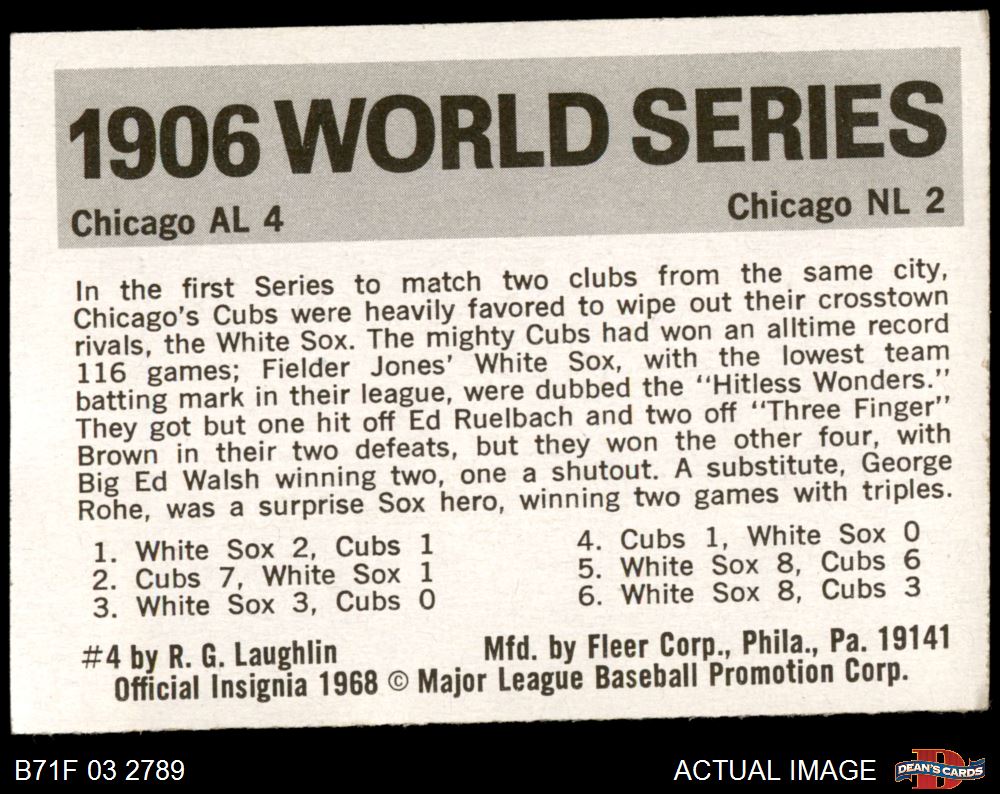 1906 WORLD SERIES
Chicago AL 4
Chicago NL 2
In the first Series to match two clubs from the same city,
Chicago's Cubs were heavily favored to wipe out their crosstown
rivals, the White Sox. The mighty Cubs had won an alltime record
116 games; Fielder Jones' White Sox, with the lowest team
batting mark in their league, were dubbed the "Hitless Wonders."
They got but one hit off Ed Ruelbach and two off "Three Finger"
Brown in their two defeats, but they won the other four, with
Big Ed Walsh winning two, one a shutout. A substitute, George
Rohe, was a surprise Sox hero, winning two games with triples.
1. White Sox 2, Cubs 1
2. Cubs 7, White Sox 1
3. White Sox 3, Cubs 0
4. Cubs 1, White Sox 0
5. White Sox 8, Cubs 6
6. White Sox 8, Cubs 3
#4 by R. G. Laughlin
Mfd. by Fleer Corp., Phila., Pa. 19141
Official Insignia 1968 © Major League Baseball Promotion Corp.
B71F 03 2789
ACTUAL IMAGE
DEAN'S CARDS